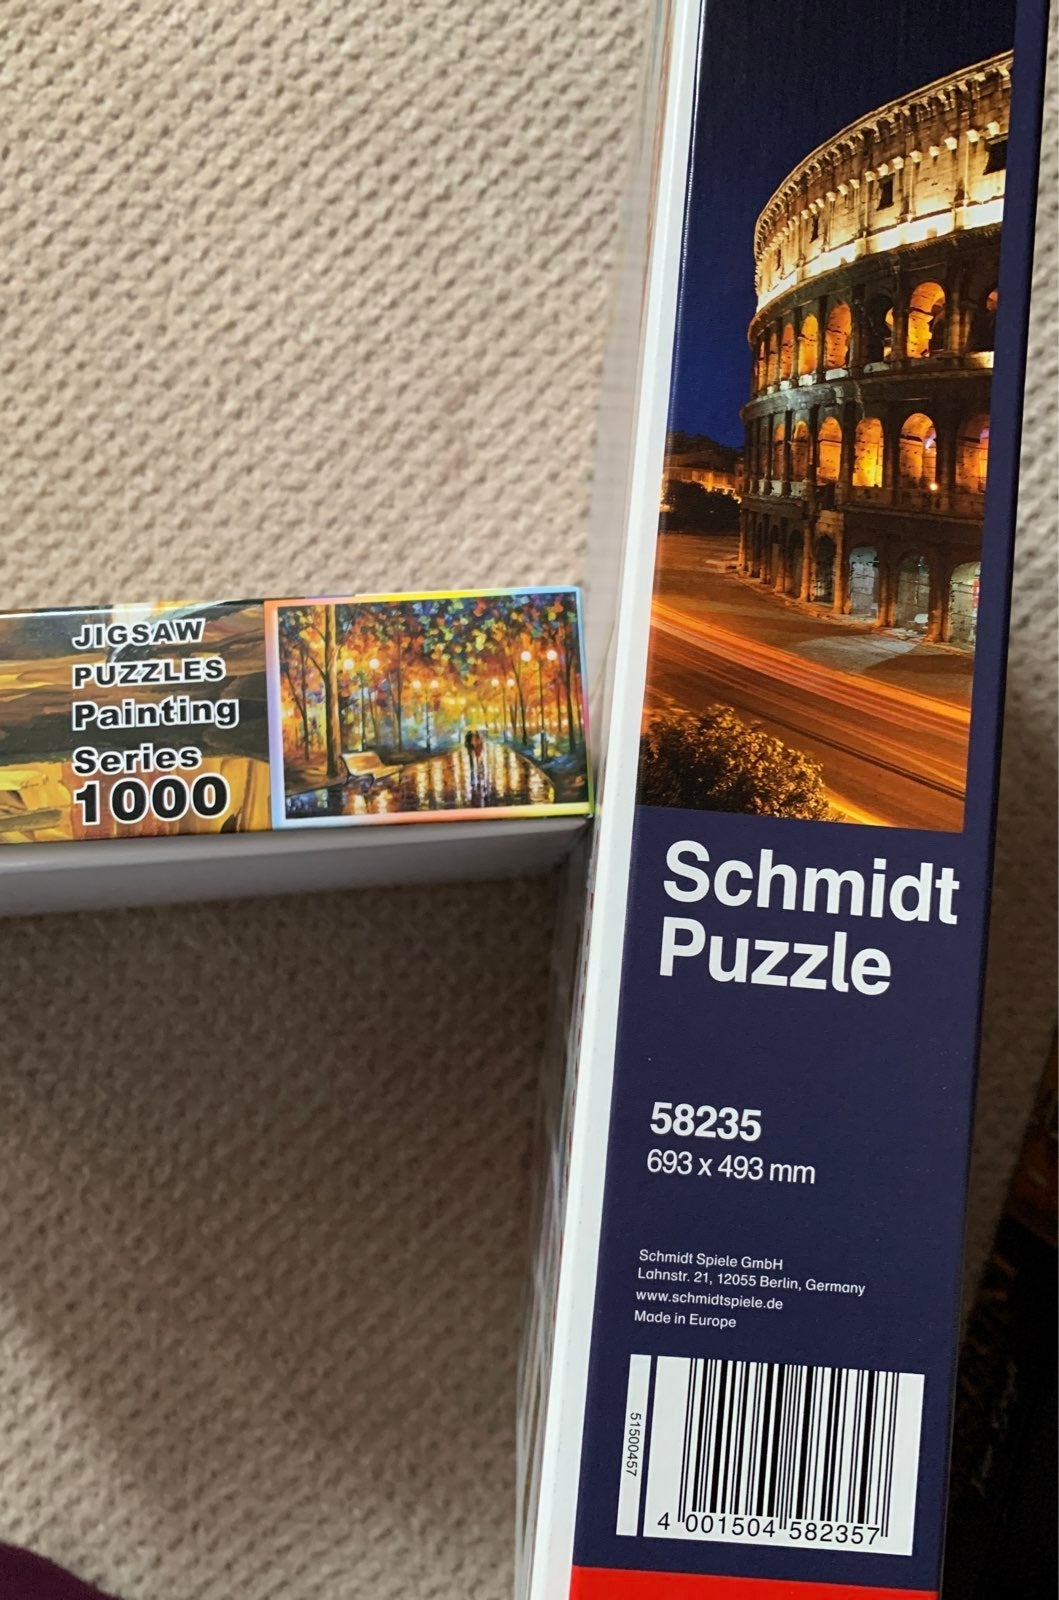 JIGSAW
PUZZLES
Painting
Series
1000
Schmidt
Puzzle
58235
693 x 493 mm
Schmidt Spiele GmbH
Lahnstr. 21, 12055 Berlin, Germany
www.schmidtspiele.de
Made in Europe
51500457
4 001504 582357